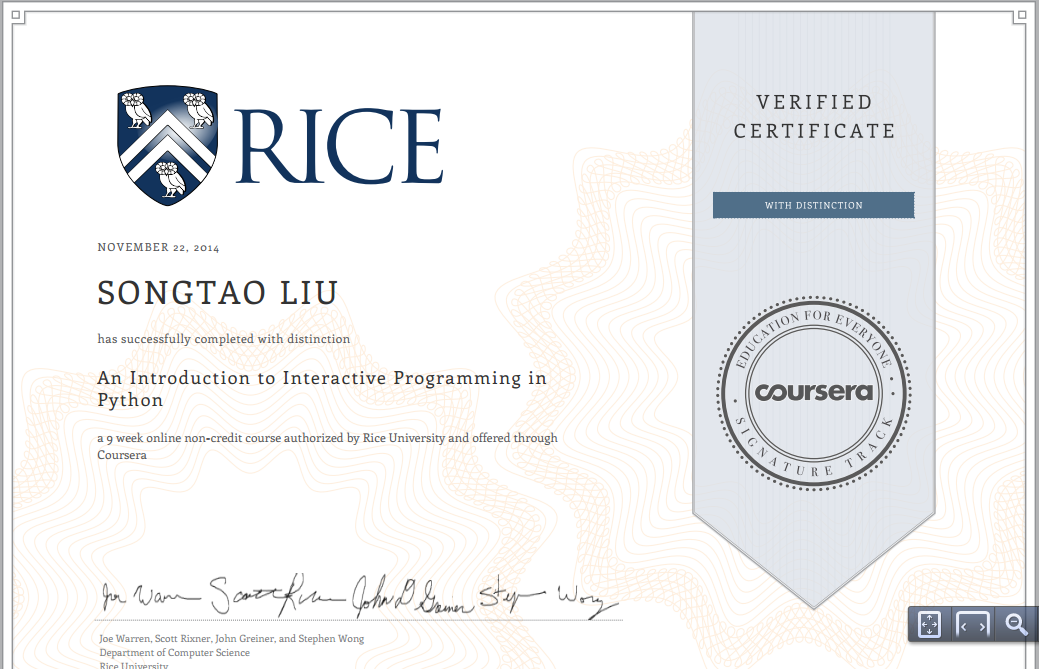 RICE
VERIFIED
CERTIFICATE
WITH DISTINCTION
NOVEMBER 22, 2014
SONGTAO LIU
has successfully completed with distinction
An Introduction to Interactive Programming in
Python
a 9 week online non-credit course authorized by Rice University and offered through
Coursera
EDUCATION FOR EVERYONE
coursera
SIGNATURE TRACK
Joe Warren Scott Rixner John D Greiner Stephen Wong
Joe Warren, Scott Rixner, John Greiner, and Stephen Wong
Department of Computer Science
Rice University